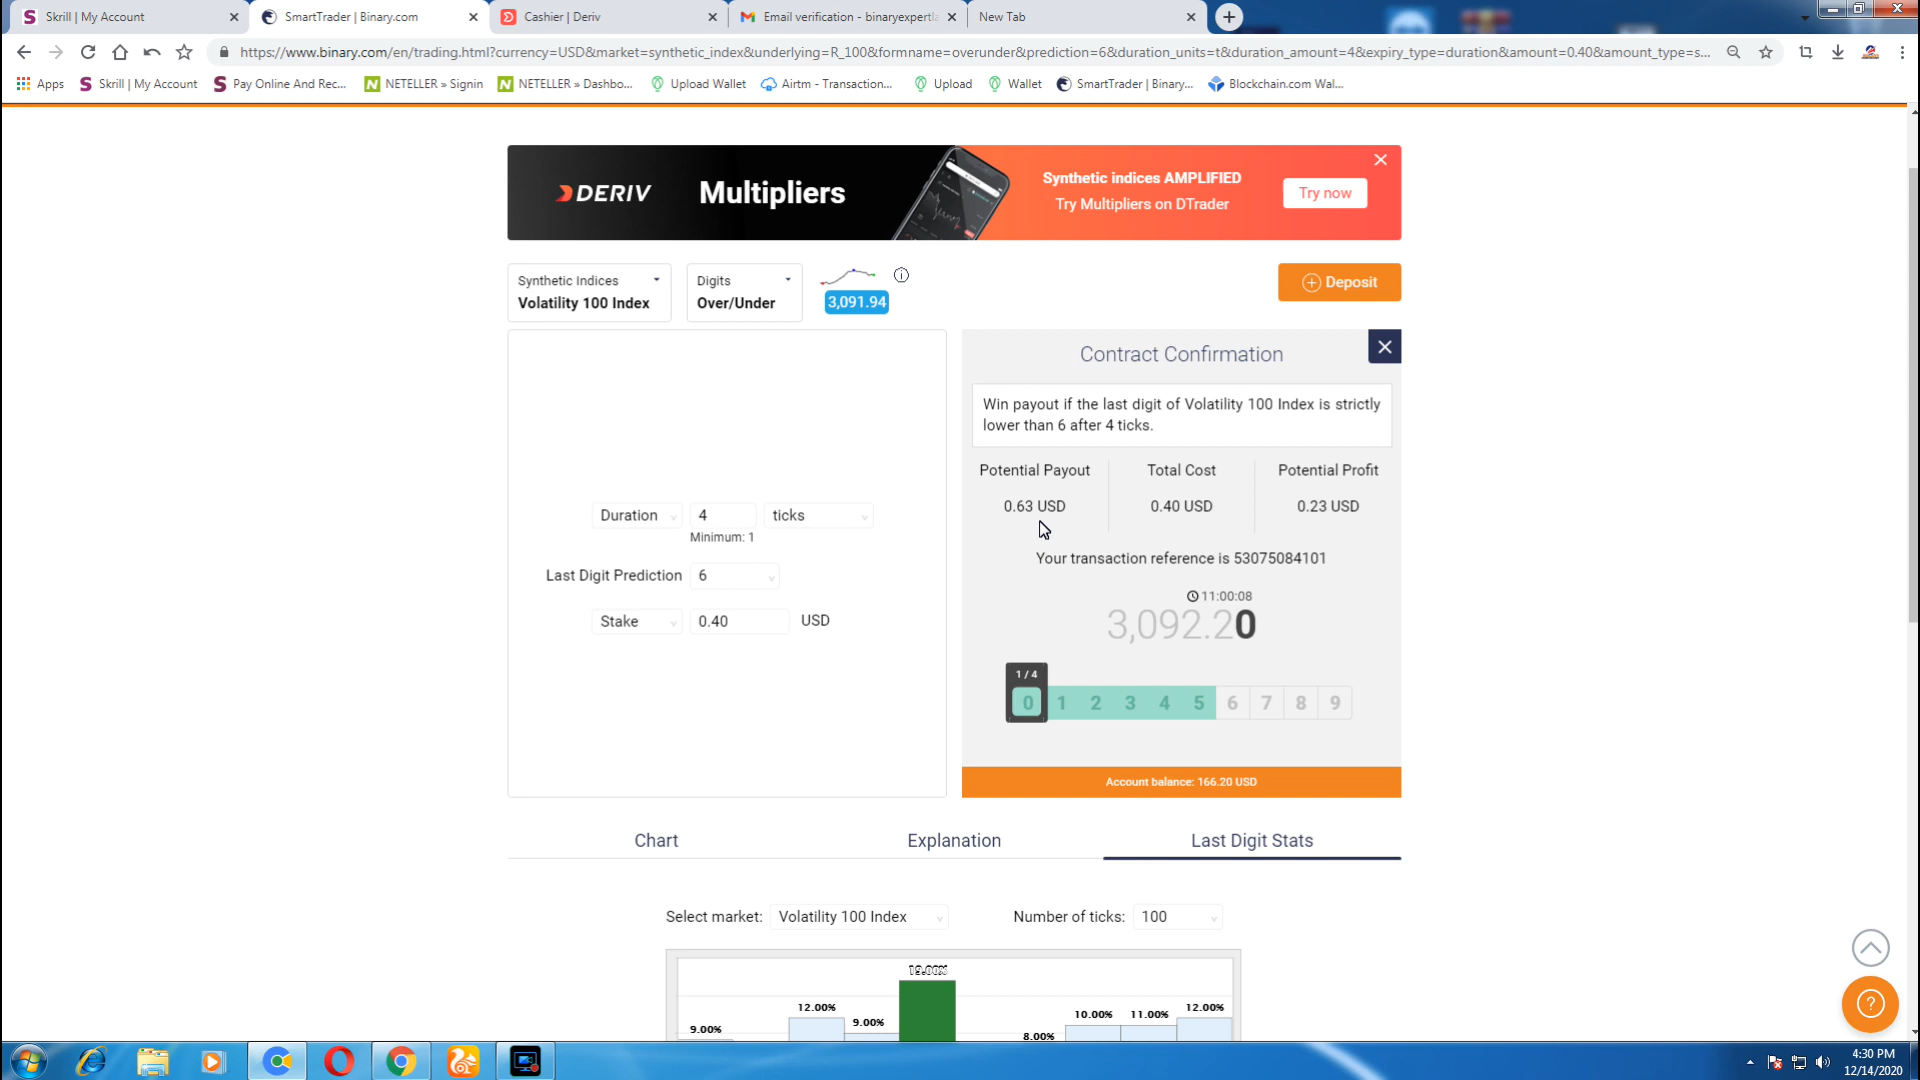 Skrill | My Account
SmartTrader | Binary.com
Cashier | Deriv
Email verification - binaryexpertla
New Tab
https://www.binary.com/en/trading.html?currency=USD&market=synthetic_index&underlying=R_100&formname=overunder&prediction=6&duration_units=t&duration_amount=4&expiry_type=duration&amount=0.40&amount_type=s...
Apps
Skrill | My Account
Pay Online And Rec...
NETELLER » Signin
NETELLER » Dashbo...
Upload Wallet
Airtm - Transaction...
Upload
Wallet
SmartTrader | Binary...
Blockchain.com Wal...
DERIV
Multipliers
Synthetic indices AMPLIFIED
Try Multipliers on DTrader
Try now
Synthetic Indices
Volatility 100 Index
Digits
Over/Under
3,091.94
Deposit
Contract Confirmation
Win payout if the last digit of Volatility 100 Index is strictly
lower than 6 after 4 ticks.
Potential Payout
Total Cost
Potential Profit
0.63 USD
0.40 USD
0.23 USD
Duration 4 ticks
Minimum: 1
Last Digit Prediction 6
Stake 0.40 USD
Your transaction reference is 53075084101
11:00:08
3,092.20
1 / 4
0 1 2 3 4 5 6 7 8 9
Account balance: 166.20 USD
Chart
Explanation
Last Digit Stats
Select market: Volatility 100 Index
Number of ticks: 100
19.00%
9.00%
12.00%
9.00%
8.00%
10.00%
11.00%
12.00%
4:30 PM
12/14/2020